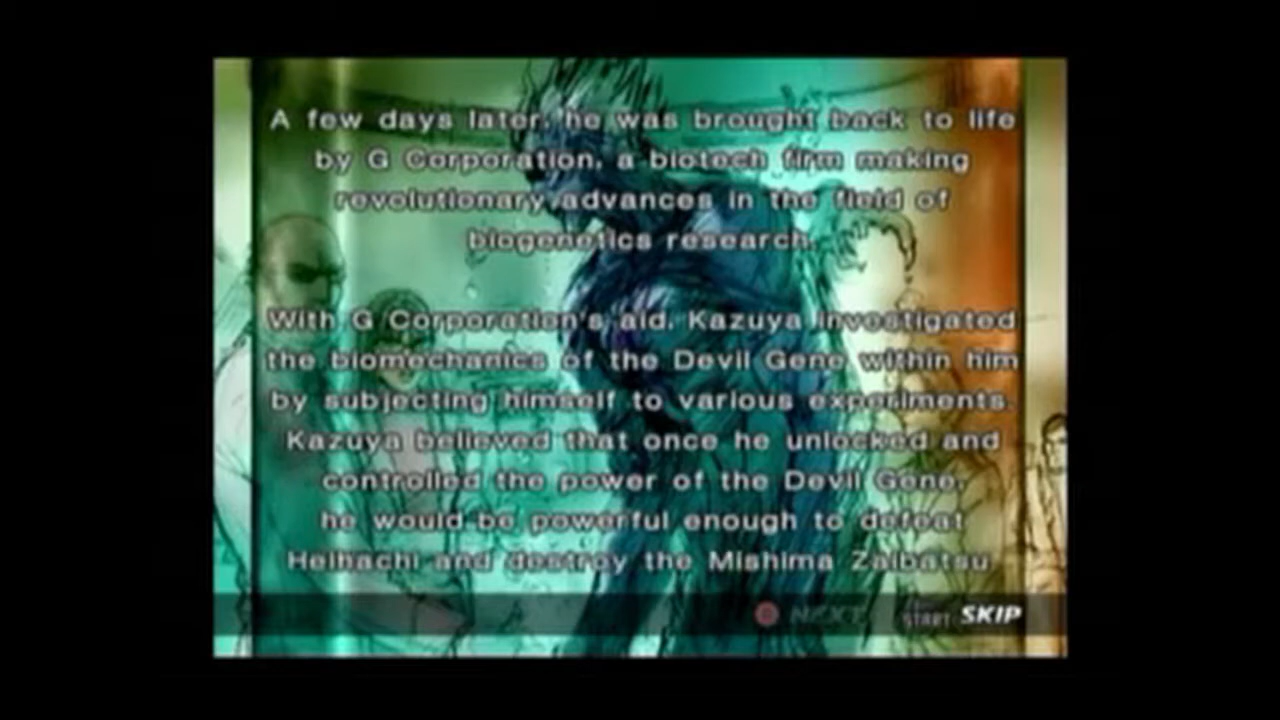 A few days later, he was brought back to life
by G Corporation, a biotech firm making
revolutionary advances in the field of
biogenetics research.
With G Corporation's aid, Kazuya investigated
the biomechanics of the Devil Gene within him
by subjecting himself to various experiments.
Kazuya believed that once he unlocked and
controlled the power of the Devil Gene,
he would be powerful enough to defeat
Heihachi and destroy the Mishima Zaibatsu
NEXT START SKIP